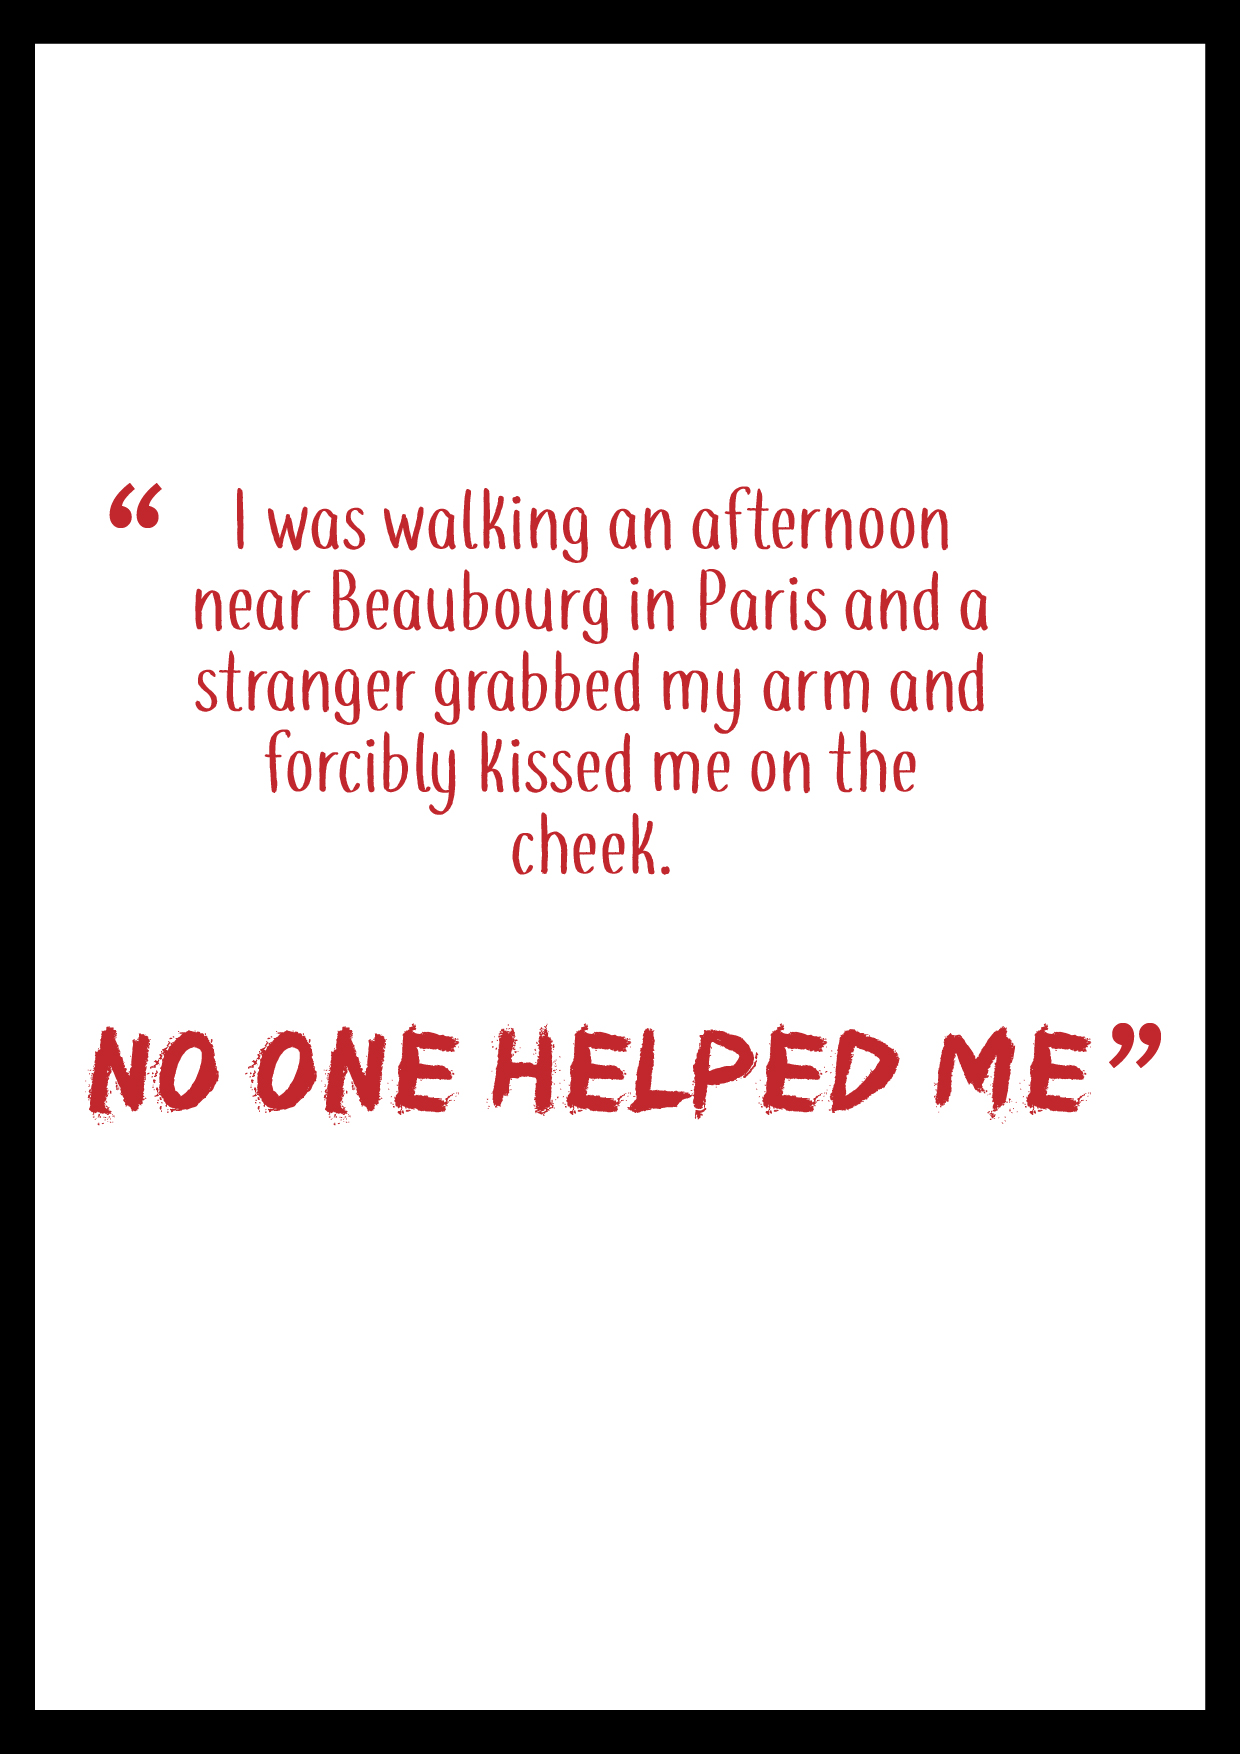 “ I was walking an afternoon
near Beaubourg in Paris and a
stranger grabbed my arm and
forcibly kissed me on the
cheek.
NO ONE HELPED ME”